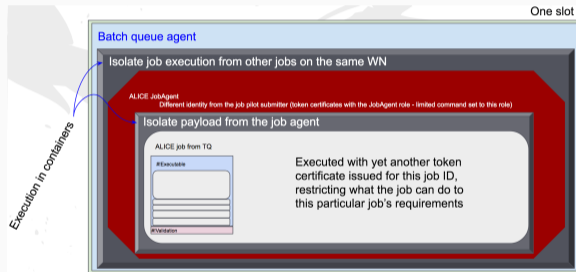 One slot
Batch queue agent
Isolate job execution from other jobs on the same WN
ALICE JobAgent
Different identity from the job pilot submitter (token certificates with the JobAgent role - limited command set to this role)
Isolate payload from the job agent
ALICE job from TQ
#Executable
Executed with yet another token
certificate issued for this job ID,
restricting what the job can do to
this particular job's requirements
#Validation
Execution in containers